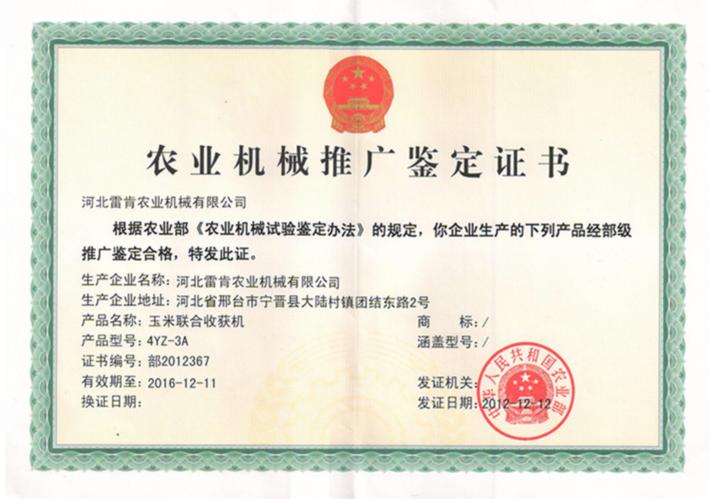 农业机械推广鉴定证书
河北雷肯农业机械有限公司
根据农业部《农业机械试验鉴定办法》的规定，你企业生产的下列产品经部级
推广鉴定合格，特发此证。
生产企业名称：河北雷肯农业机械有限公司
生产企业地址：河北省邢台市宁晋县大陆村镇团结东路2号
产品名称：玉米联合收获机 商 标：/
产品型号：4YZ-3A 涵盖型号：/
证书编号：部2012367
有效期至：2016-12-11 发证机关：
换证日期： 发证日期：2012-12-12
中华人民共和国农业部